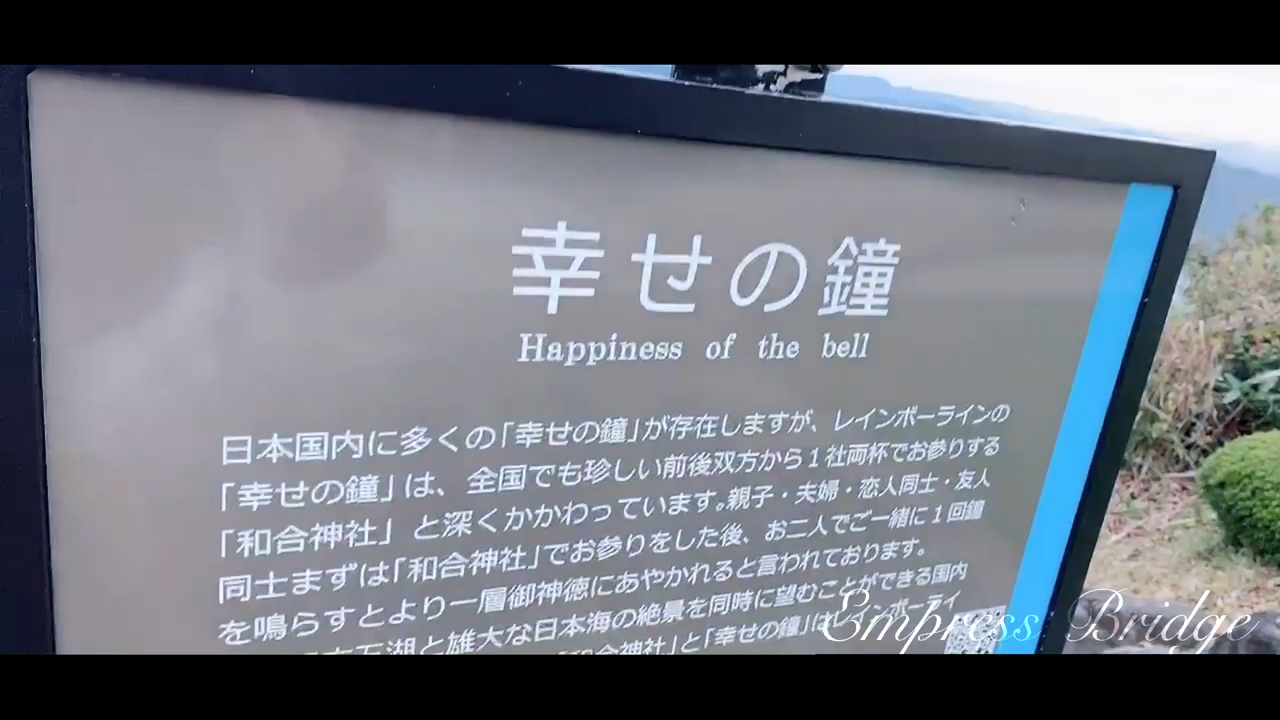 幸せの鐘
Happiness of the bell
日本国内に多くの「幸せの鐘」が存在しますが、レインボーラインの
「幸せの鐘」は、全国でも珍しい前後双方から1社両杯でお参りする
「和合神社」と深くかかわっています。親子・夫婦・恋人同士・友人
同士まずは「和合神社」でお参りをした後、お二人でご一緒に1回鐘
を鳴らすとより一層御神徳にあやかれると言われております。
五湖と雄大な日本海の絶景を同時に望むことができる国内
和合神社」と「幸せの鐘」はレインボーライ
Empress Bridge